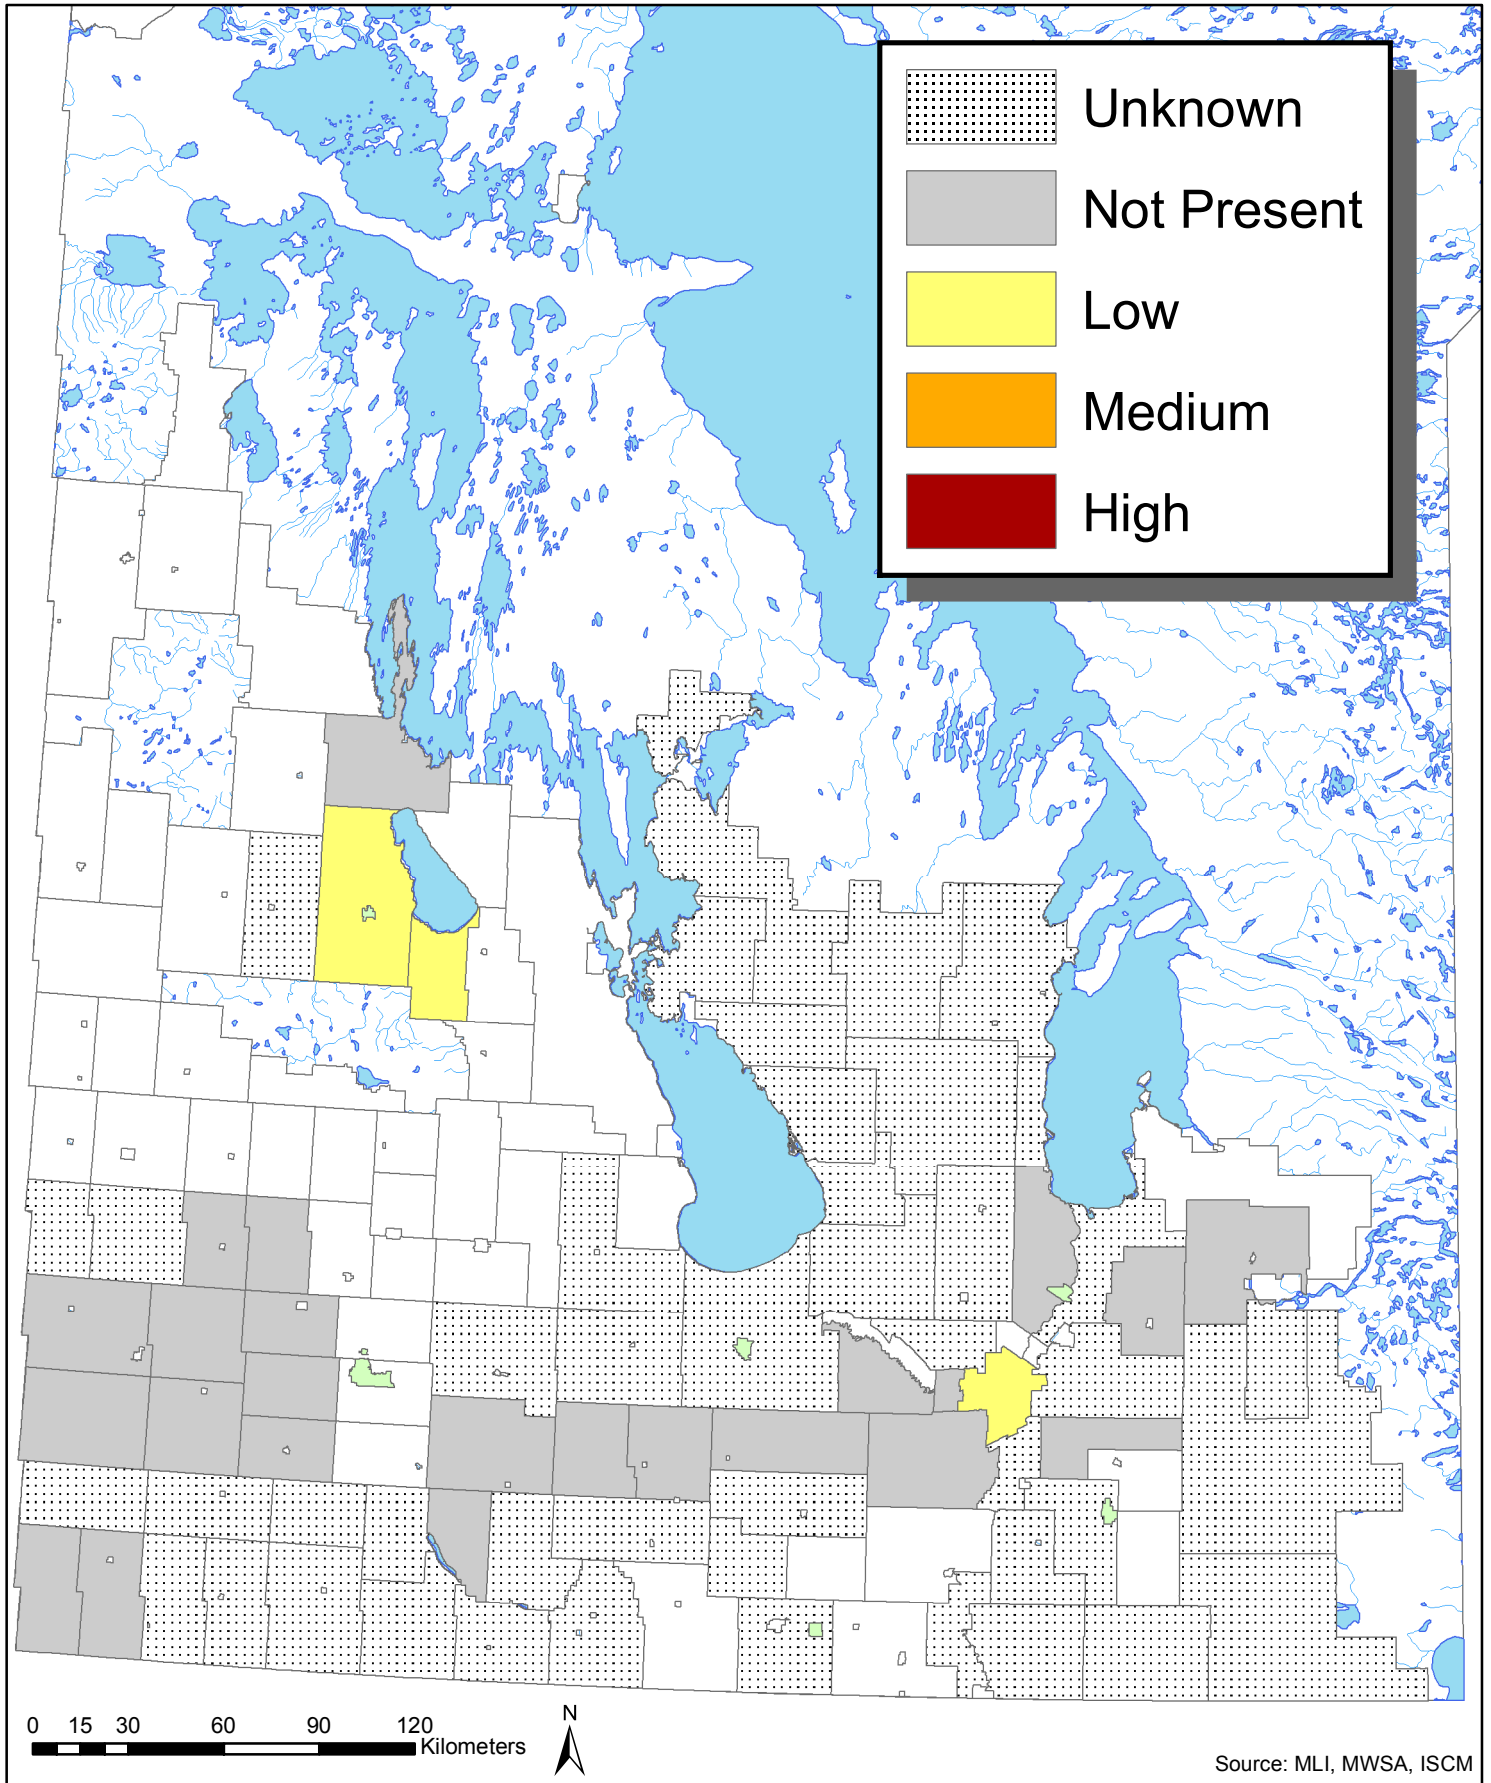 Unknown
Not Present
Low
Medium
High
0 15 30 60 90 120
Kilometers
N
Source: MLI, MWSA, ISCM